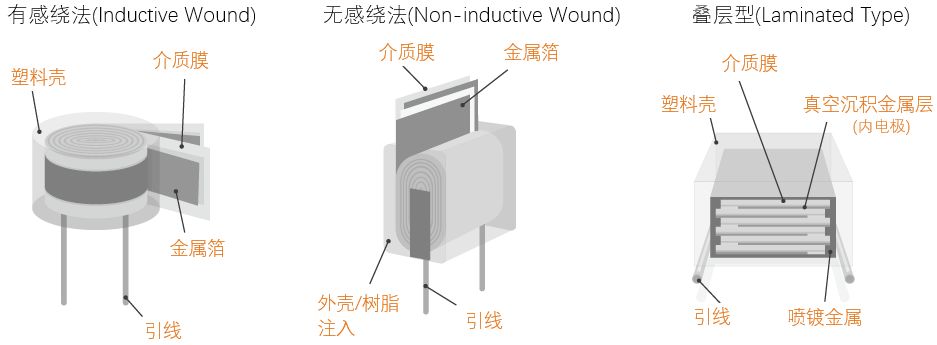 有感绕法(Inductive Wound)
塑料壳
介质膜
金属箔
引线
无感绕法(Non-inductive Wound)
介质膜
金属箔
外壳/树脂
注入
引线
叠层型(Laminated Type)
介质膜
塑料壳
真空沉积金属层
(内电极)
引线
喷镀金属